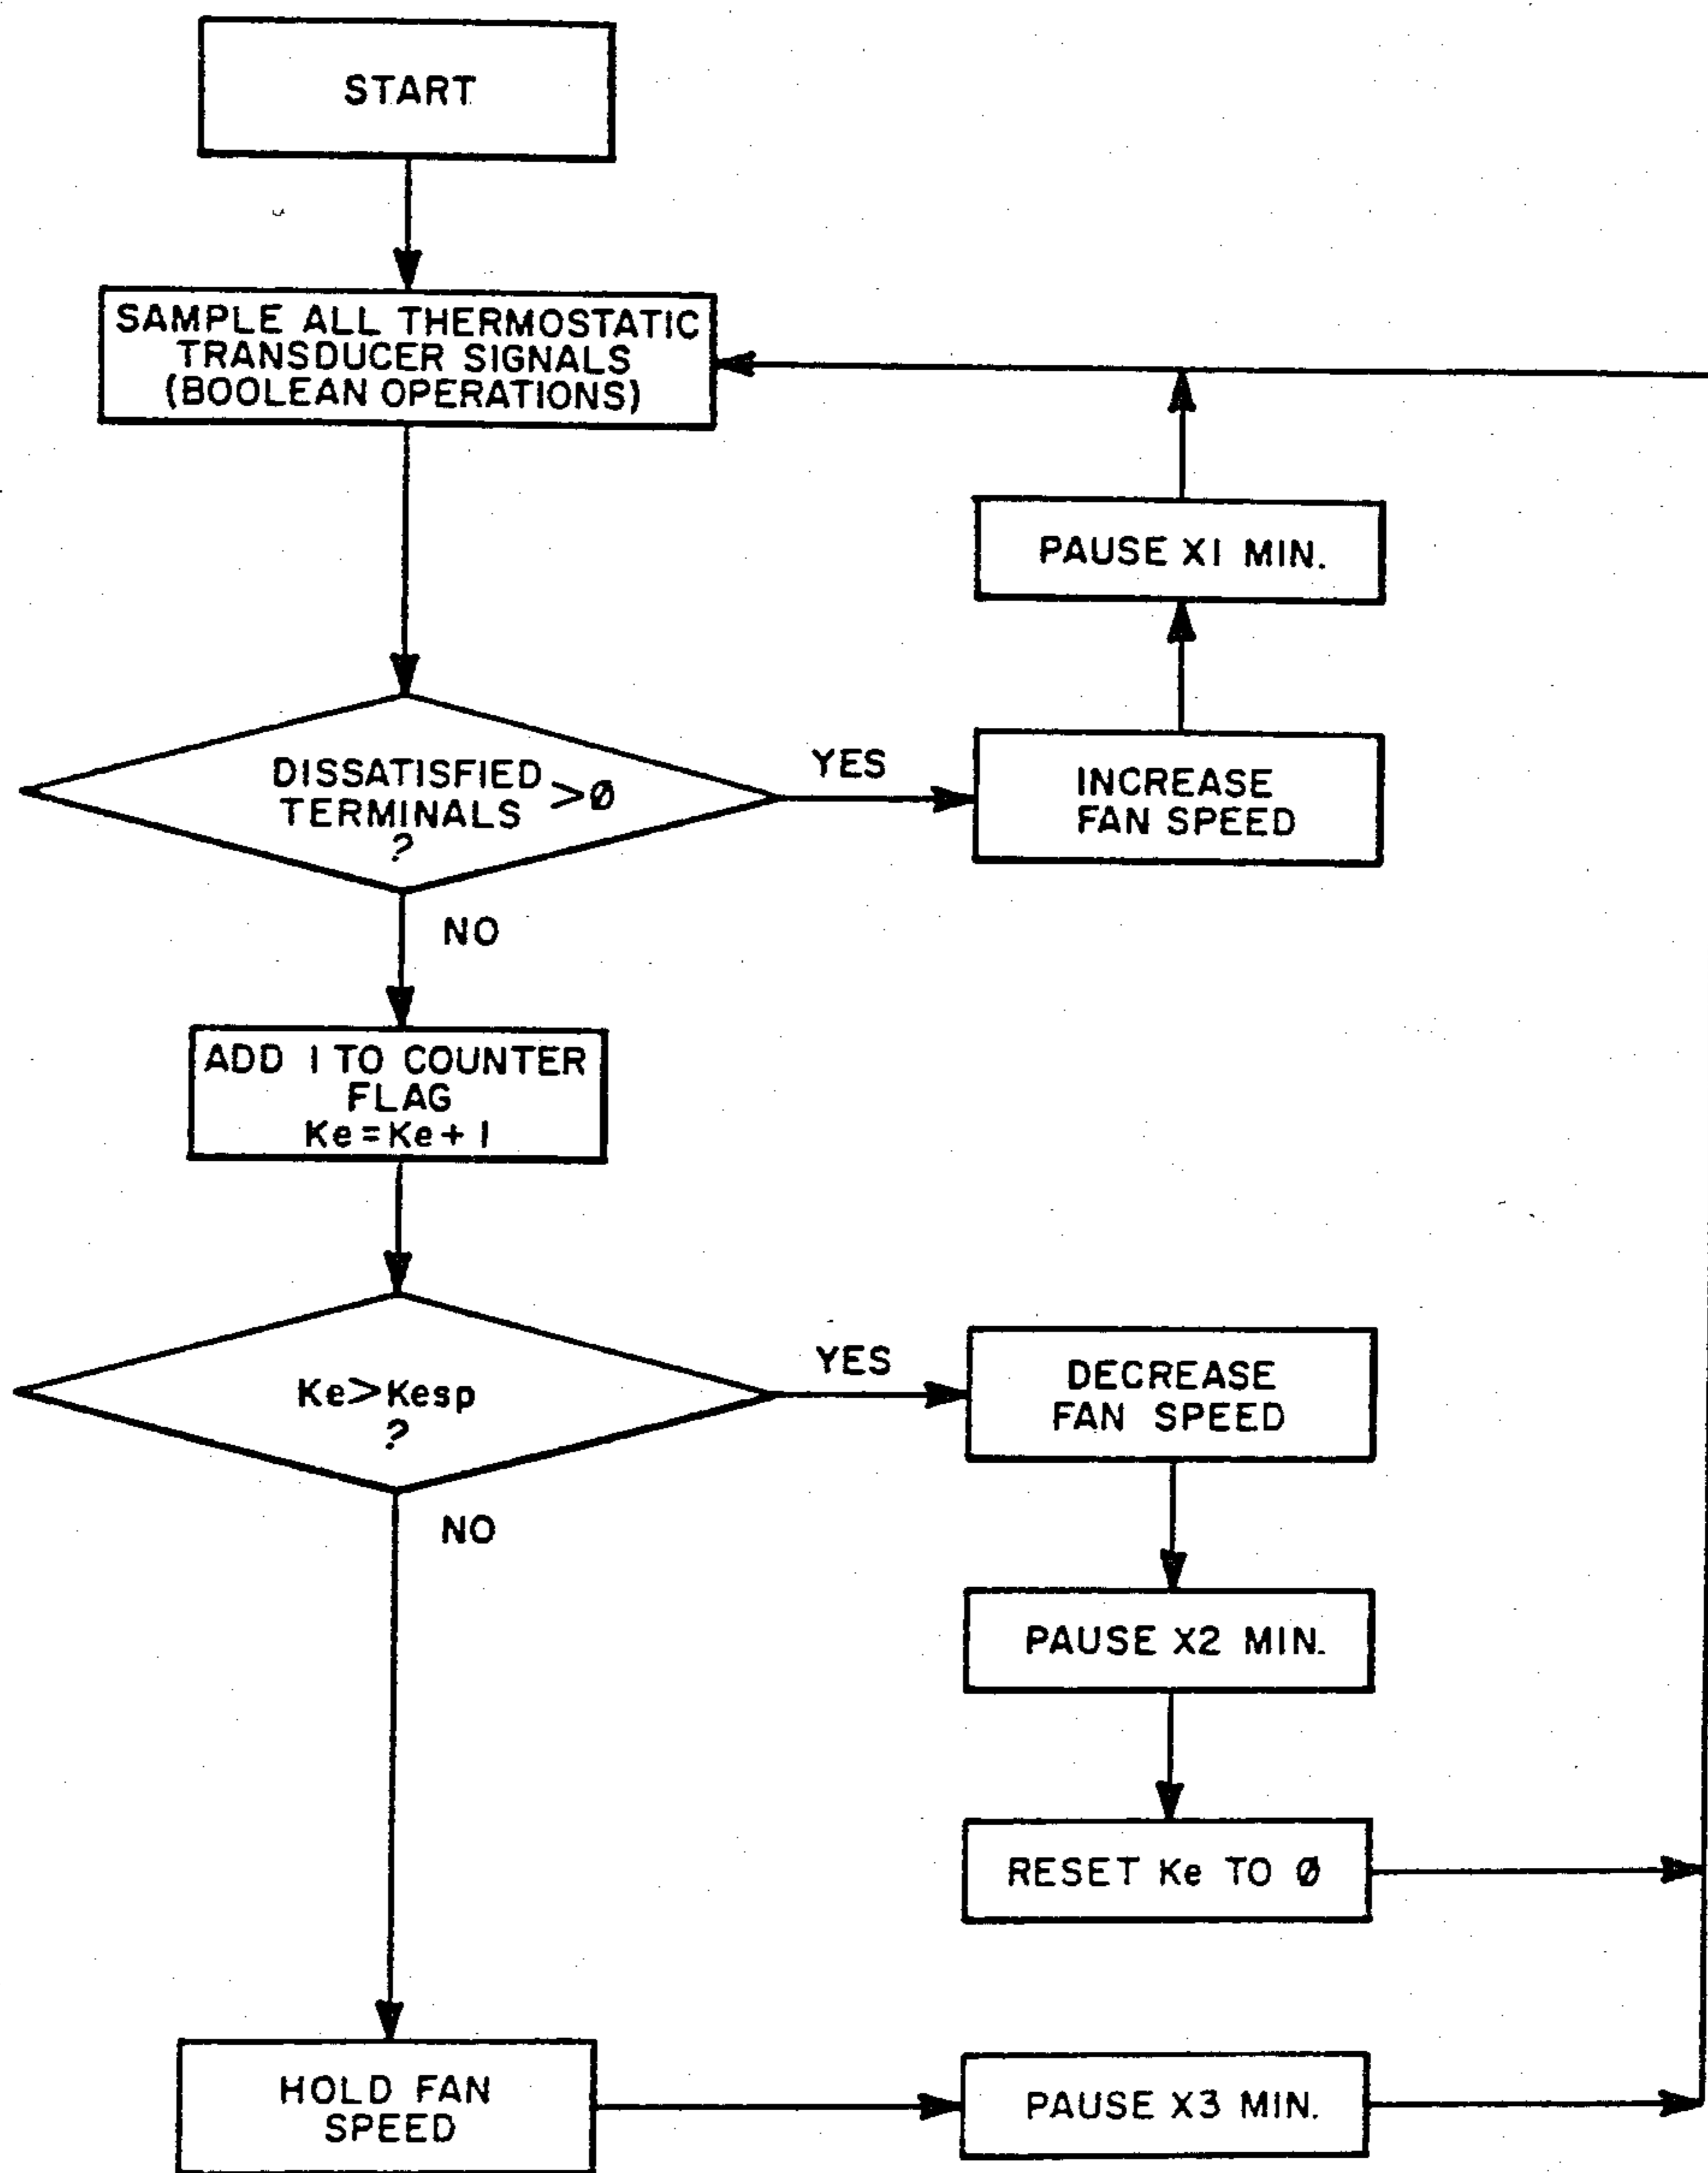 START
SAMPLE ALL THERMOSTATIC
TRANSDUCER SIGNALS
(BOOLEAN OPERATIONS)
PAUSE X1 MIN.
DISSATISFIED
TERMINALS >Ø
?
YES
INCREASE
FAN SPEED
NO
ADD 1 TO COUNTER
FLAG
Ke=Ke+1
Ke>Kesp
?
YES
DECREASE
FAN SPEED
NO
PAUSE X2 MIN.
RESET Ke TO Ø
HOLD FAN
SPEED
PAUSE X3 MIN.